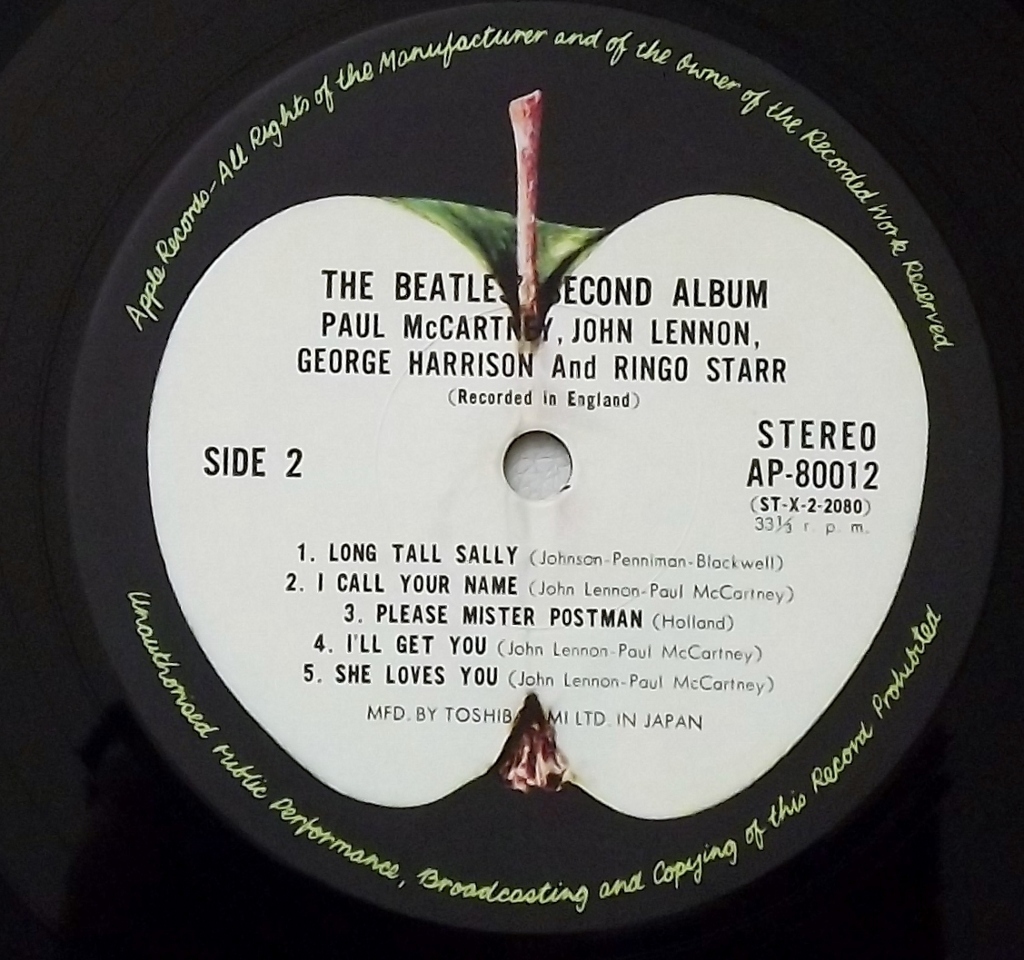 Apple Records-All Rights of the Manufacturer and of the Owner of the Recorded Work Reserved
THE BEATLES' SECOND ALBUM
PAUL McCARTNEY, JOHN LENNON,
GEORGE HARRISON And RINGO STARR
(Recorded in England)
SIDE 2
STEREO
AP-80012
(ST-X-2-2080)
33⅓ r. p. m.
1. LONG TALL SALLY (Johnson-Penniman-Blackwell)
2. I CALL YOUR NAME (John Lennon-Paul McCartney)
3. PLEASE MISTER POSTMAN (Holland)
4. I'LL GET YOU (John Lennon-Paul McCartney)
5. SHE LOVES YOU (John Lennon-Paul McCartney)
MFD. BY TOSHIBA EMI LTD. IN JAPAN
Unauthorised Public Performance, Broadcasting and Copying of this Record Prohibited